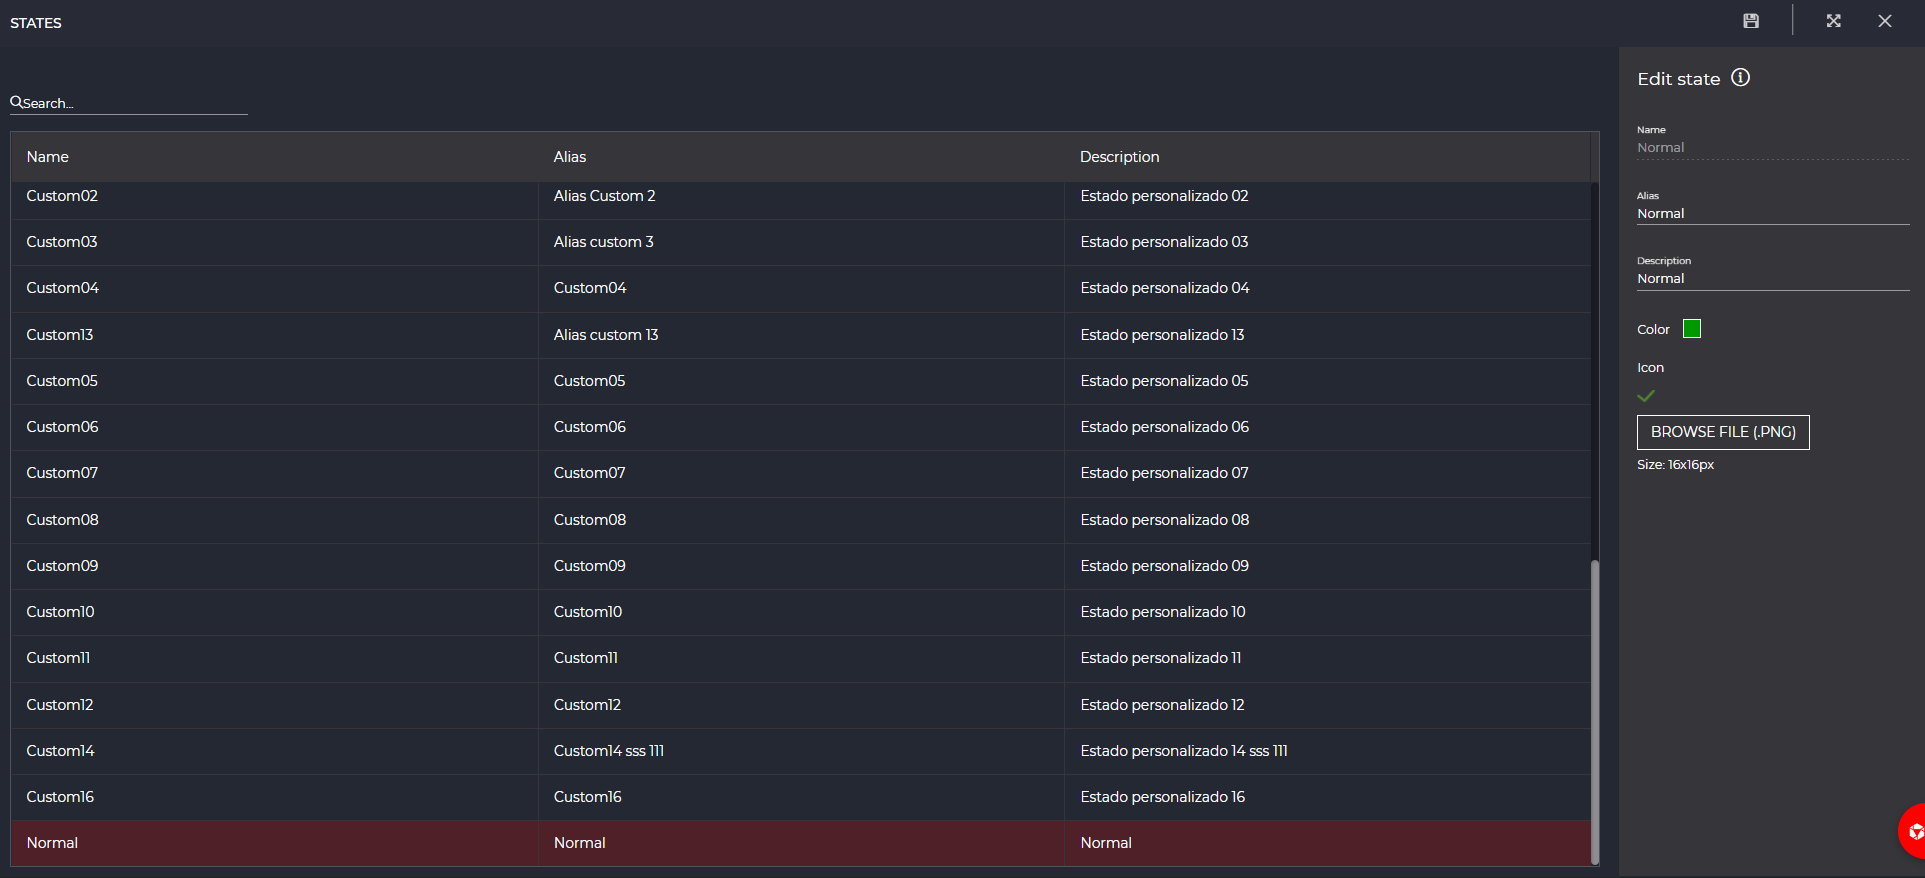 STATES
Search...
Name Alias Description
Custom02 Alias Custom 2 Estado personalizado 02
Custom03 Alias custom 3 Estado personalizado 03
Custom04 Custom04 Estado personalizado 04
Custom13 Alias custom 13 Estado personalizado 13
Custom05 Custom05 Estado personalizado 05
Custom06 Custom06 Estado personalizado 06
Custom07 Custom07 Estado personalizado 07
Custom08 Custom08 Estado personalizado 08
Custom09 Custom09 Estado personalizado 09
Custom10 Custom10 Estado personalizado 10
Custom11 Custom11 Estado personalizado 11
Custom12 Custom12 Estado personalizado 12
Custom14 Custom14 sss 111 Estado personalizado 14 sss 111
Custom16 Custom16 Estado personalizado 16
Normal Normal Normal
Edit state
Name
Normal
Alias
Normal
Description
Normal
Color
Icon
BROWSE FILE (.PNG)
Size: 16x16px